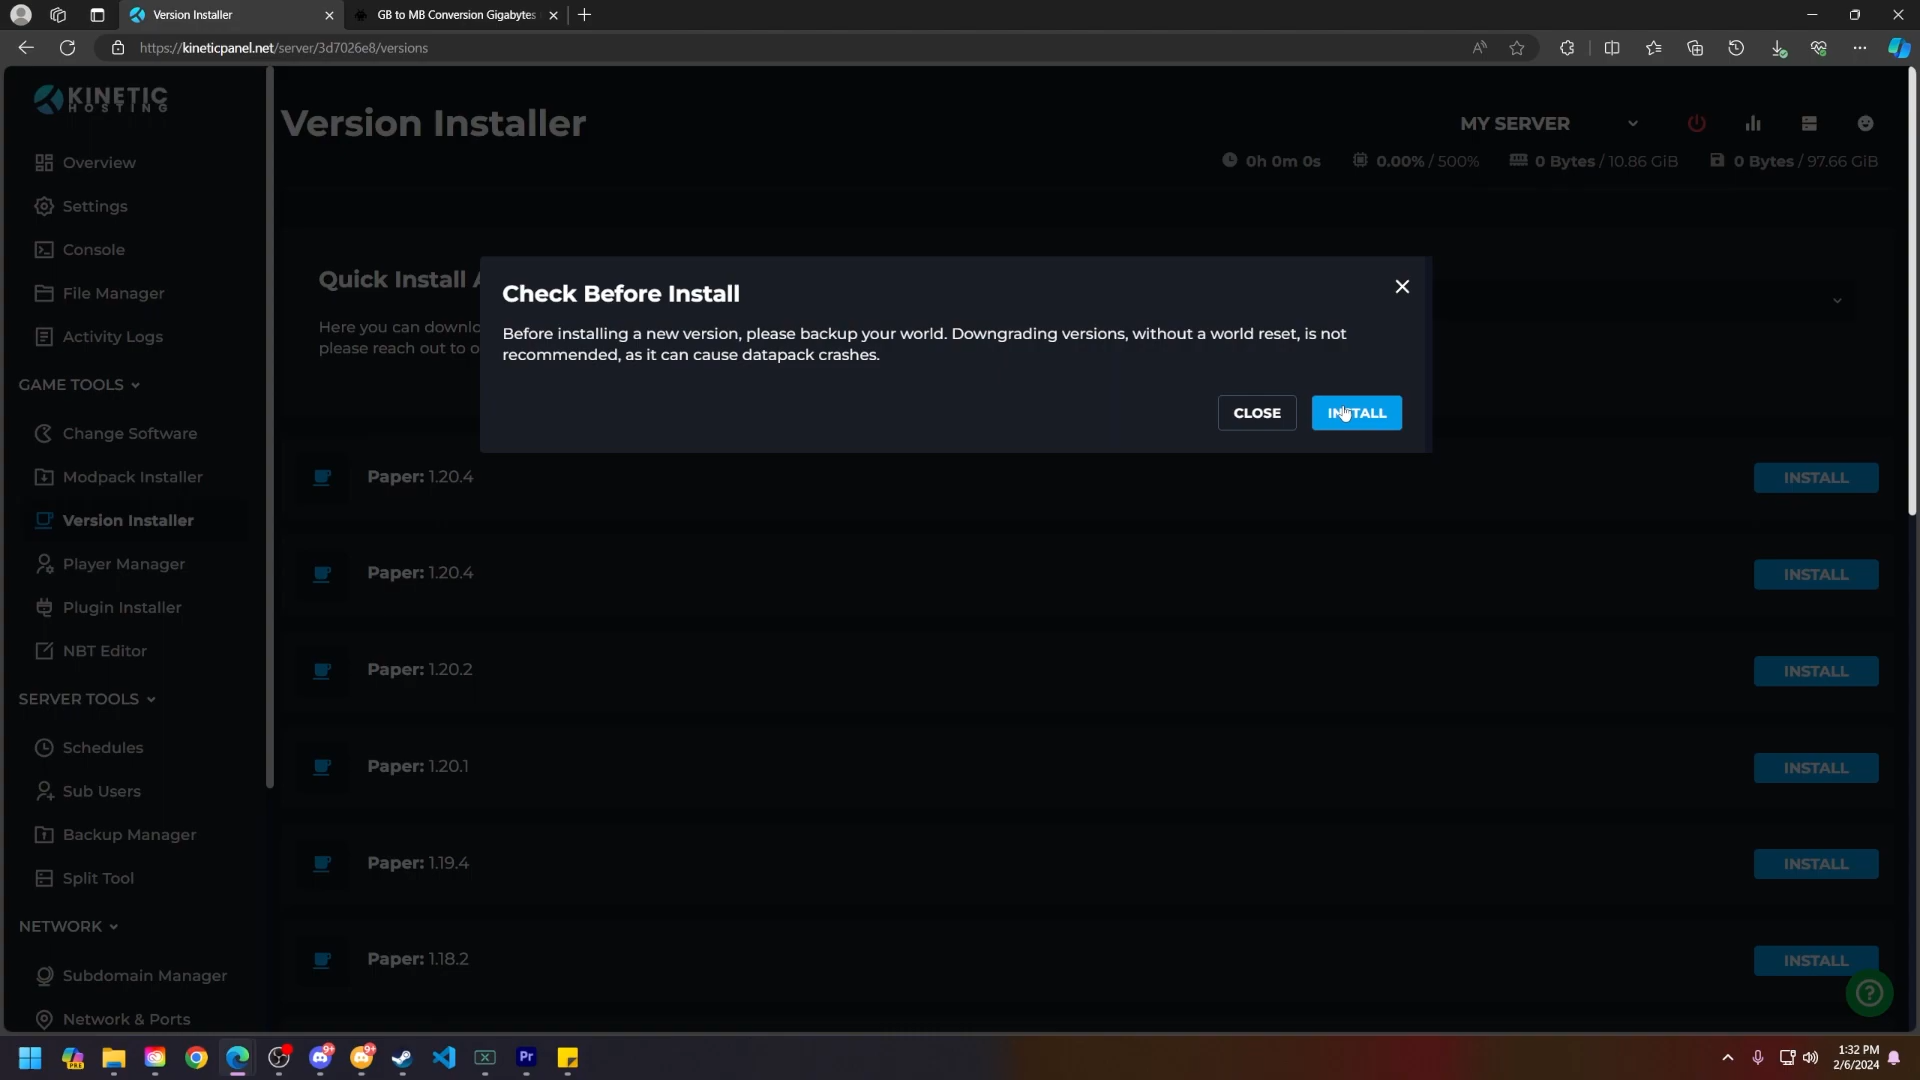 Version Installer
GB to MB Conversion Gigabytes
https://kineticpanel.net/server/3d7026e8/versions
KINETIC
HOSTING
Version Installer
MY SERVER
0h 0m 0s
0.00% / 500%
0 Bytes / 10.86 GiB
0 Bytes / 97.66 GiB
Overview
Settings
Console
File Manager
Activity Logs
GAME TOOLS
Change Software
Modpack Installer
Version Installer
Player Manager
Plugin Installer
NBT Editor
SERVER TOOLS
Schedules
Sub Users
Backup Manager
Split Tool
NETWORK
Subdomain Manager
Network & Ports
Quick Install
Here you can downlo
please reach out to o
Check Before Install
Before installing a new version, please backup your world. Downgrading versions, without a world reset, is not
recommended, as it can cause datapack crashes.
CLOSE
INSTALL
Paper: 1.20.4
INSTALL
Paper: 1.20.4
INSTALL
Paper: 1.20.2
INSTALL
Paper: 1.20.1
INSTALL
Paper: 1.19.4
INSTALL
Paper: 1.18.2
INSTALL
PRE
9+
9+
Pr
1:32 PM
2/6/2024